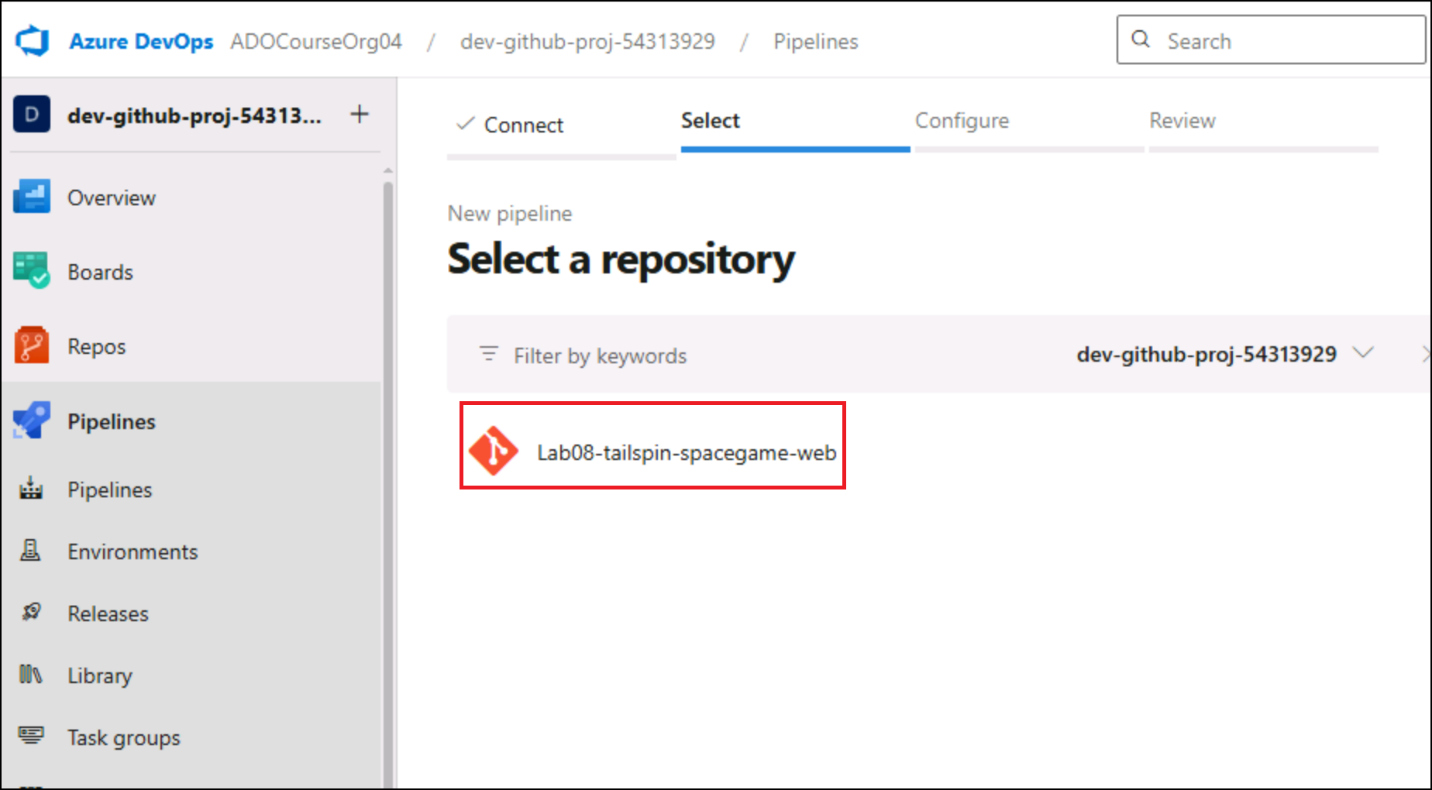 Azure DevOps ADOCourseOrg04 / dev-github-proj-54313929 / Pipelines
Search
D dev-github-proj-54313... +
Overview
Boards
Repos
Pipelines
Pipelines
Environments
Releases
Library
Task groups
Connect Select Configure Review
New pipeline
Select a repository
Filter by keywords dev-github-proj-54313929
Lab08-tailspin-spacegame-web